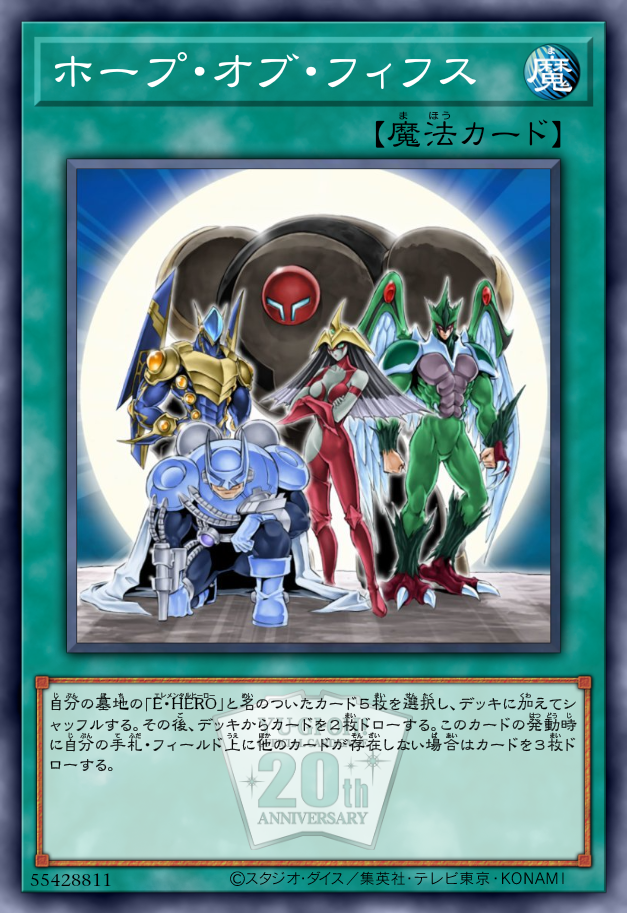 ホープ・オブ・フィフス
魔
【魔法カード】
自分の墓地の「E・HERO」と名のついたカード５枚を選択し、デッキに加えてシ
ャッフルする。その後、デッキからカードを２枚ドローする。このカードの発動時
に自分の手札・フィールド上に他のカードが存在しない場合はカードを３枚ド
ローする。
20th
ANNIVERSARY
55428811
©スタジオ・ダイス／集英社・テレビ東京・KONAMI